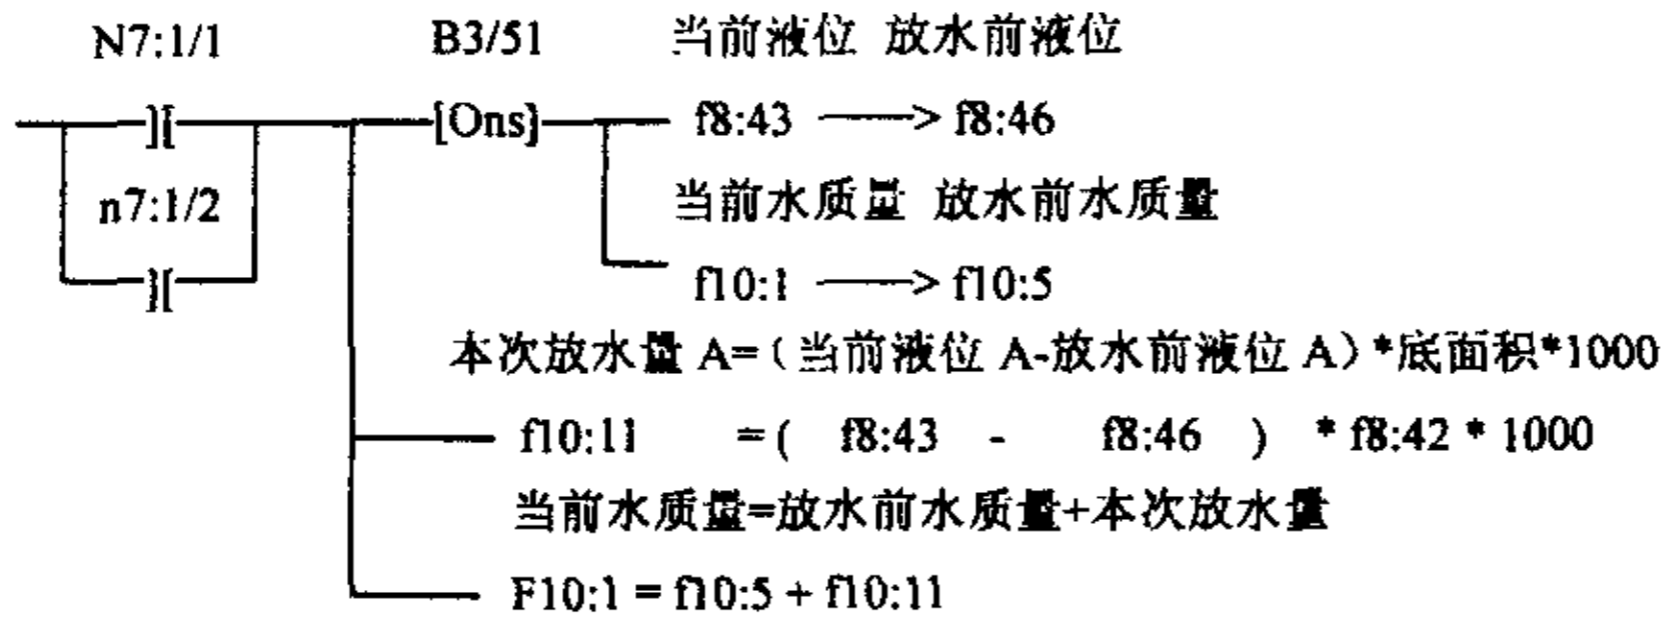 N7:1/1 B3/51 当前液位 放水前液位
][ [Ons] f8:43 ——> f8:46
n7:1/2 当前水质量 放水前水质量
][ f10:1 ——> f10:5
本次放水量 A=(当前液位 A-放水前液位 A)*底面积*1000
f10:11 =( f8:43 - f8:46 ) * f8:42 * 1000
当前水质量=放水前水质量+本次放水量
F10:1 = f10:5 + f10:11